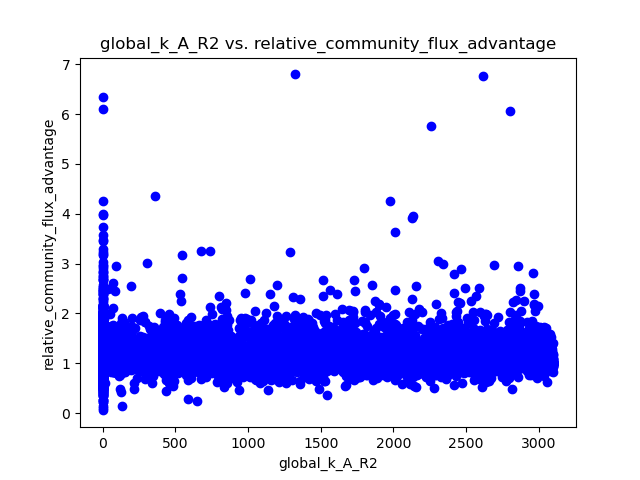 global_k_A_R2 vs. relative_community_flux_advantage
7
6
5
4
3
2
1
0
relative_community_flux_advantage
0 500 1000 1500 2000 2500 3000
global_k_A_R2